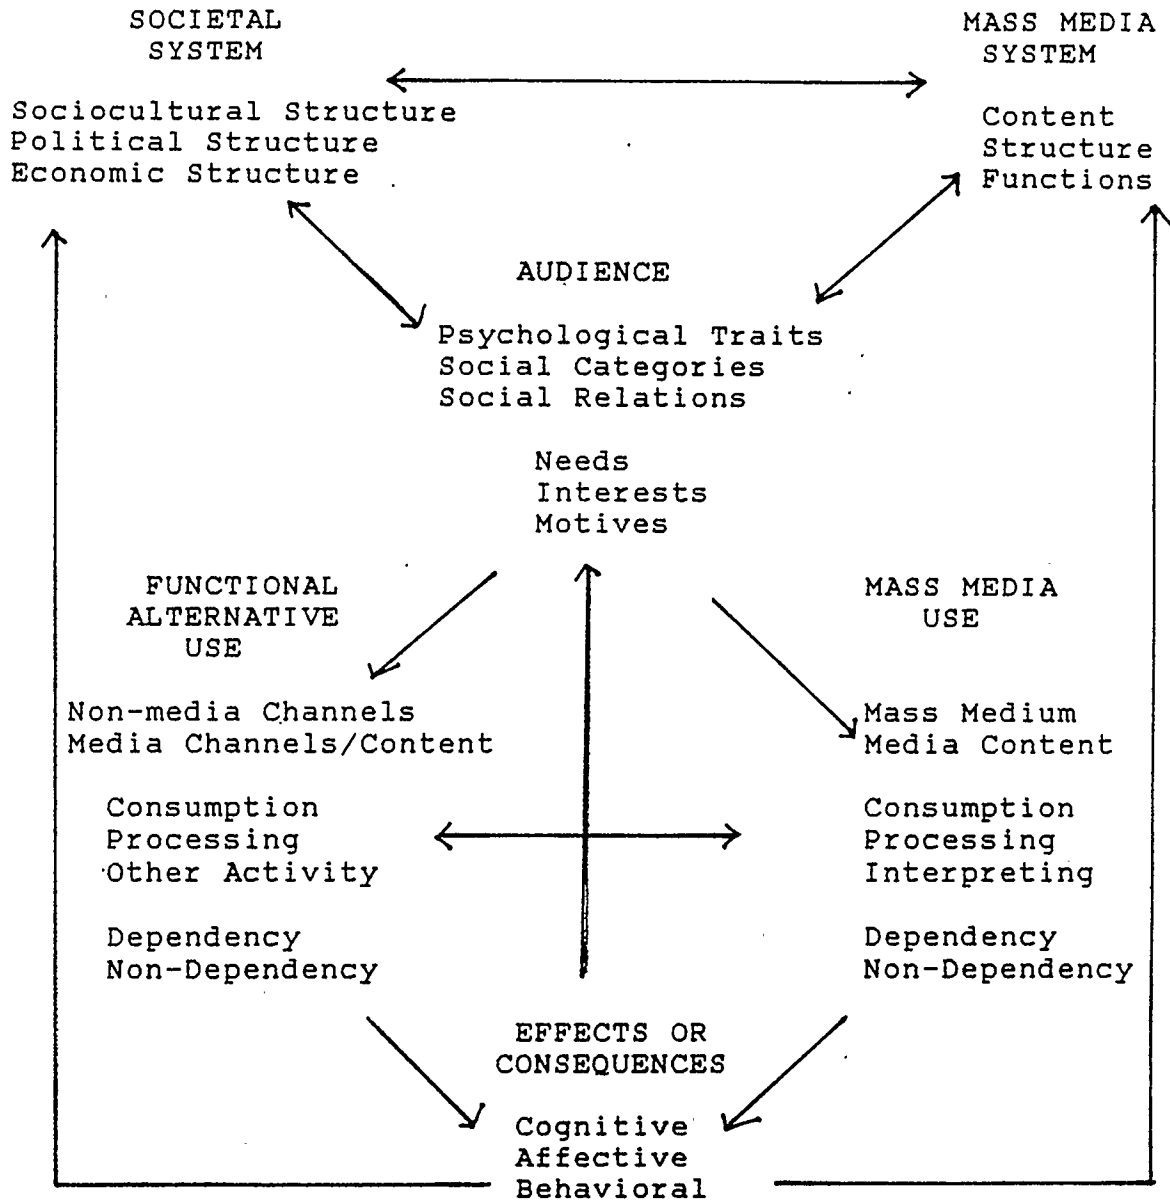 SOCIETAL
SYSTEM
Sociocultural Structure
Political Structure
Economic Structure
MASS MEDIA
SYSTEM
Content
Structure
Functions
AUDIENCE
Psychological Traits
Social Categories
Social Relations
Needs
Interests
Motives
FUNCTIONAL
ALTERNATIVE
USE
Non-media Channels
Media Channels/Content
Consumption
Processing
Other Activity
Dependency
Non-Dependency
MASS MEDIA
USE
Mass Medium
Media Content
Consumption
Processing
Interpreting
Dependency
Non-Dependency
EFFECTS OR
CONSEQUENCES
Cognitive
Affective
Behavioral